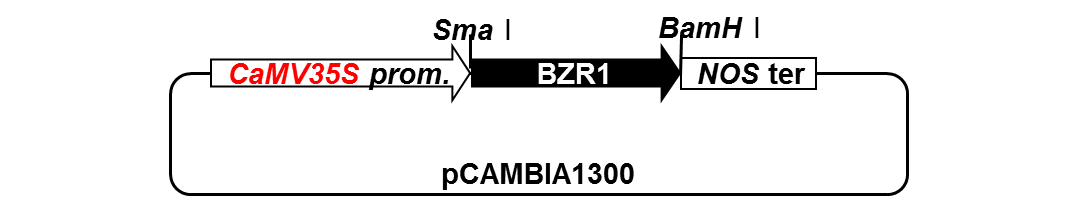 Sma I
BamH I
CaMV35S prom.
BZR1
NOS ter
pCAMBIA1300